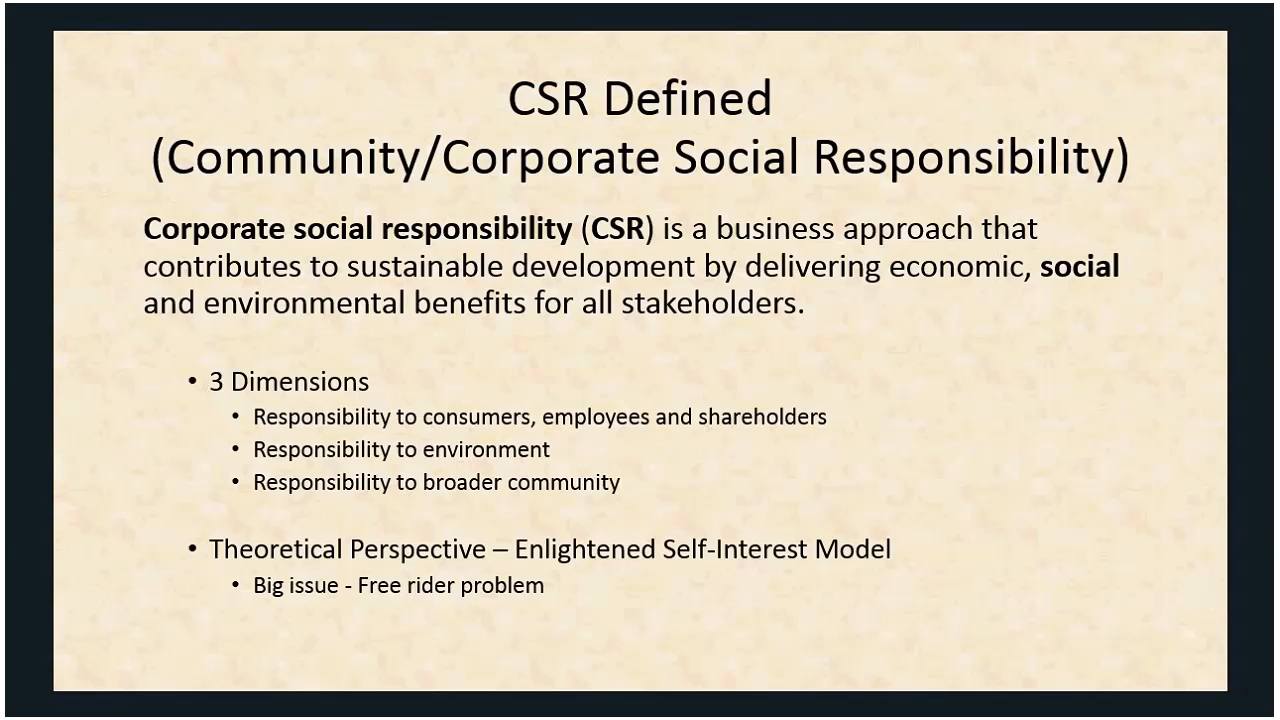 CSR Defined
(Community/Corporate Social Responsibility)
Corporate social responsibility (CSR) is a business approach that
contributes to sustainable development by delivering economic, social
and environmental benefits for all stakeholders.
• 3 Dimensions
• Responsibility to consumers, employees and shareholders
• Responsibility to environment
• Responsibility to broader community
• Theoretical Perspective – Enlightened Self-Interest Model
• Big issue - Free rider problem